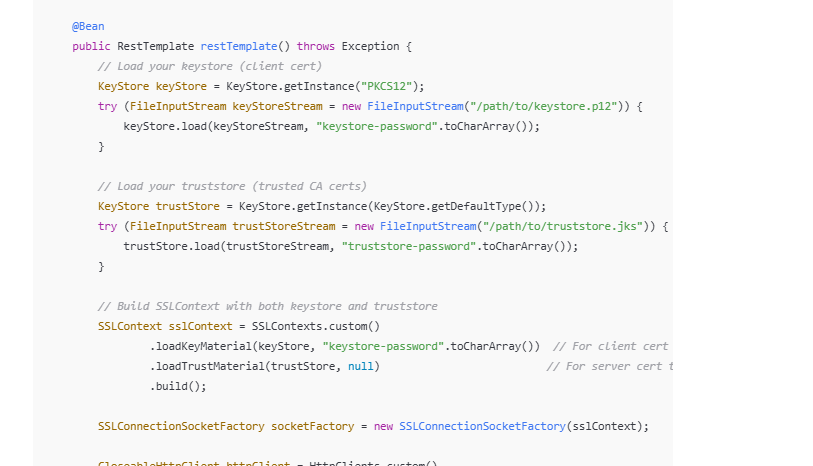 @Bean
public RestTemplate restTemplate() throws Exception {
// Load your keystore (client cert)
KeyStore keyStore = KeyStore.getInstance("PKCS12");
try (FileInputStream keyStoreStream = new FileInputStream("/path/to/keystore.p12")) {
keyStore.load(keyStoreStream, "keystore-password".toCharArray());
}
// Load your truststore (trusted CA certs)
KeyStore trustStore = KeyStore.getInstance(KeyStore.getDefaultType());
try (FileInputStream trustStoreStream = new FileInputStream("/path/to/truststore.jks")) {
trustStore.load(trustStoreStream, "truststore-password".toCharArray());
}
// Build SSLContext with both keystore and truststore
SSLContext sslContext = SSLContexts.custom()
.loadKeyMaterial(keyStore, "keystore-password".toCharArray()) // For client cert
.loadTrustMaterial(trustStore, null) // For server cert t
.build();
SSLConnectionSocketFactory socketFactory = new SSLConnectionSocketFactory(sslContext);
CloseableHttpClient httpClient = HttpClients.custom()